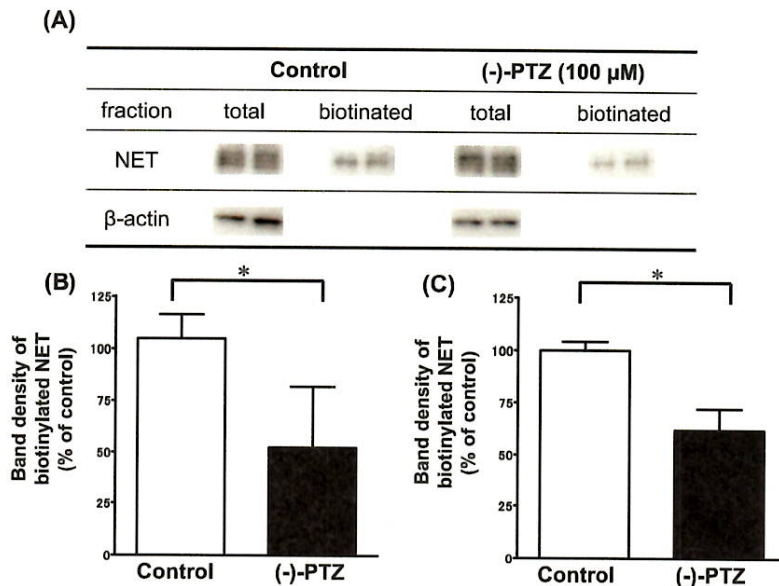 (A)
Control (-)-PTZ (100 µM)
fraction total biotinated total biotinated
NET
β-actin
(B)
*
Band density of
biotinylated NET
(% of control)
125
100
75
50
25
0
Control (-)-PTZ
(C)
*
Band density of
biotinylated NET
(% of control)
125
100
75
50
25
0
Control (-)-PTZ